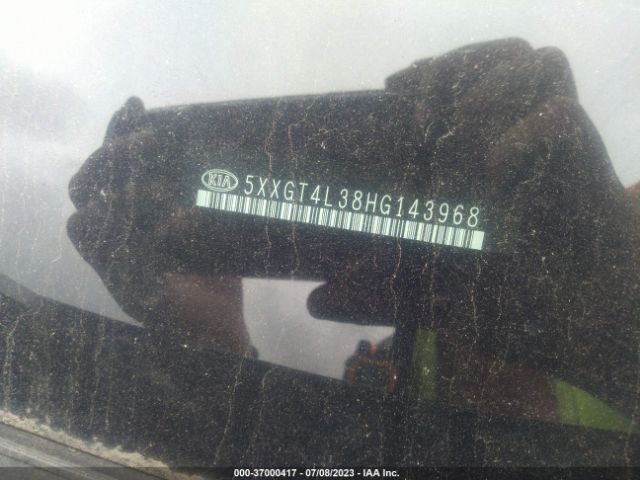 KIA 5XXGT4L38HG143968
000-37000417 - 07/08/2023 - IAA Inc.